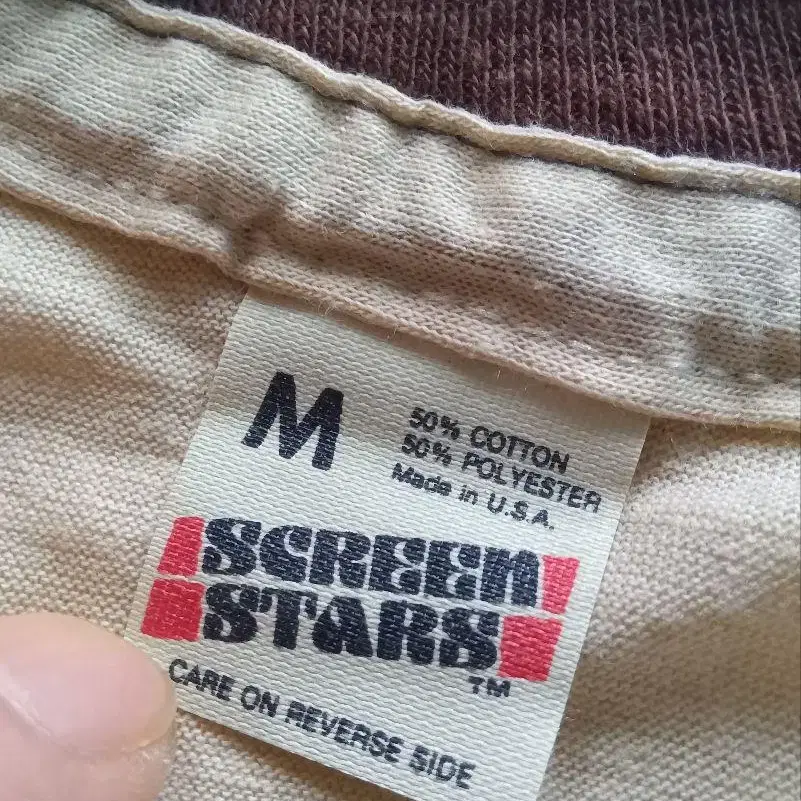 M
50% COTTON
50% POLYESTER
Made in U.S.A.
SCREEN
STARS
TM
CARE ON REVERSE SIDE